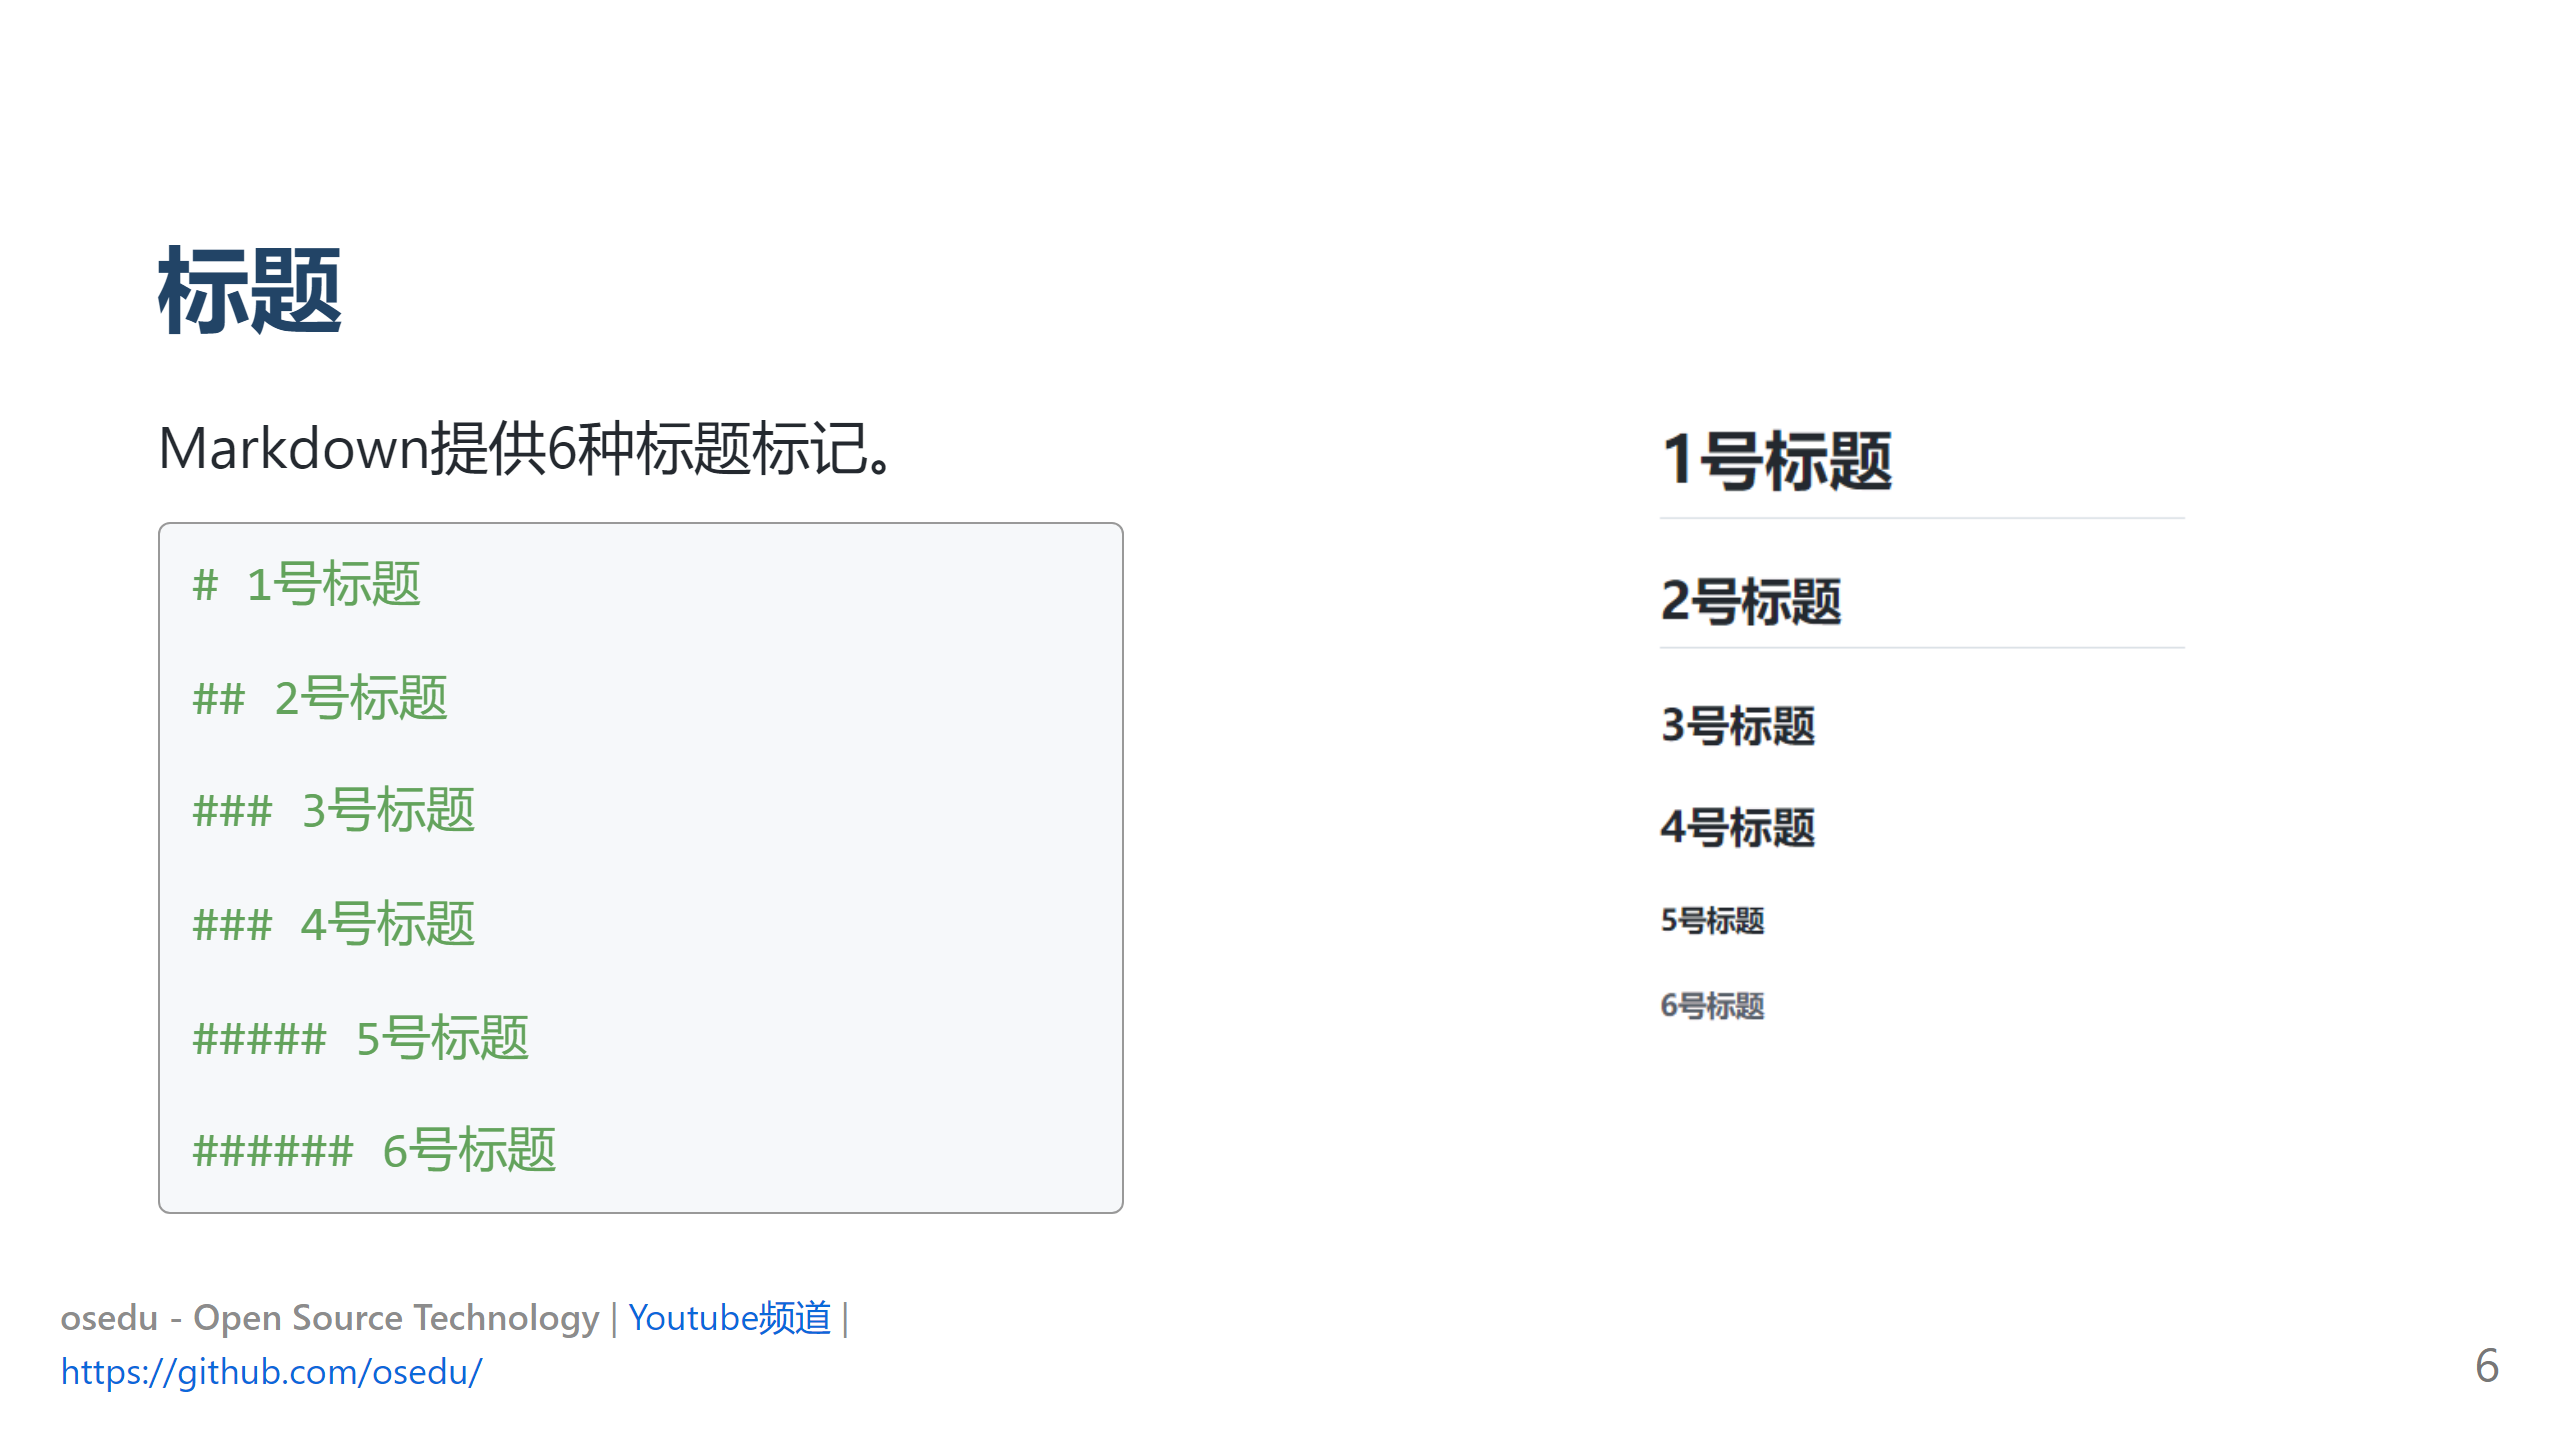 标题
Markdown提供6种标题标记。
# 1号标题
## 2号标题
### 3号标题
### 4号标题
##### 5号标题
###### 6号标题
1号标题
2号标题
3号标题
4号标题
5号标题
6号标题
osedu - Open Source Technology | Youtube频道 |
https://github.com/osedu/
6